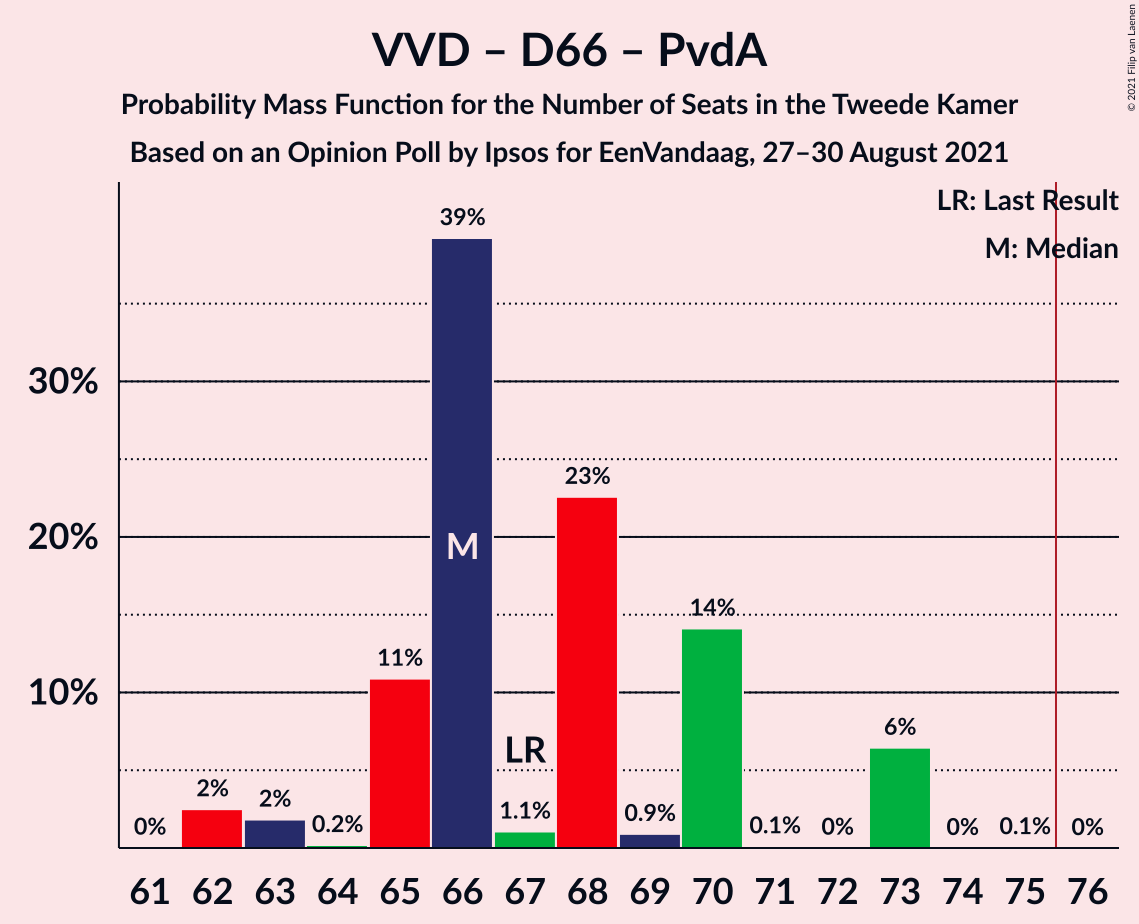 VVD – D66 – PvdA
Probability Mass Function for the Number of Seats in the Tweede Kamer
Based on an Opinion Poll by Ipsos for EenVandaag, 27–30 August 2021
© 2021 Filip van Laenen
LR: Last Result
M: Median
39%
30%
23%
20%
M
14%
11%
10%
LR
6%
2%
2%
1.1%
0.9%
0.2%
0.1%
0%
0%
0%
0.1%
0%
61 62 63 64 65 66 67 68 69 70 71 72 73 74 75 76